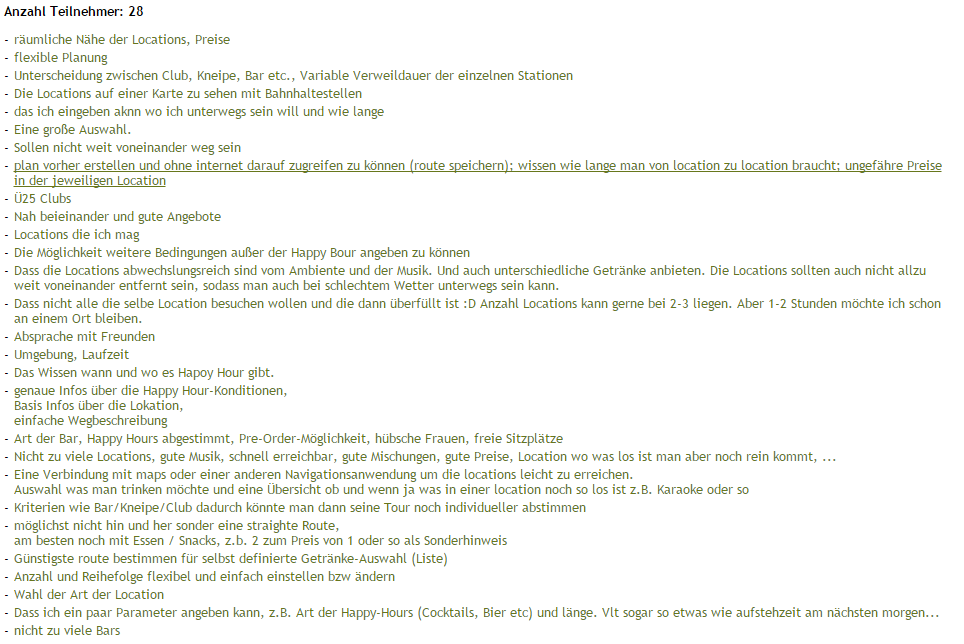 Anzahl Teilnehmer: 28
- räumliche Nähe der Locations, Preise
- flexible Planung
- Unterscheidung zwischen Club, Kneipe, Bar etc., Variable Verweildauer der einzelnen Stationen
- Die Locations auf einer Karte zu sehen mit Bahnhaltestellen
- das ich eingeben aknn wo ich unterwegs sein will und wie lange
- Eine große Auswahl.
- Sollen nicht weit voneinander weg sein
- plan vorher erstellen und ohne internet darauf zugreifen zu können (route speichern); wissen wie lange man von location zu location braucht; ungefähre Preise
in der jeweiligen Location
- Ü25 Clubs
- Nah beieinander und gute Angebote
- Locations die ich mag
- Die Möglichkeit weitere Bedingungen außer der Happy Bour angeben zu können
- Dass die Locations abwechslungsreich sind vom Ambiente und der Musik. Und auch unterschiedliche Getränke anbieten. Die Locations sollten auch nicht allzu
weit voneinander entfernt sein, sodass man auch bei schlechtem Wetter unterwegs sein kann.
- Dass nicht alle die selbe Location besuchen wollen und die dann überfüllt ist :D Anzahl Locations kann gerne bei 2-3 liegen. Aber 1-2 Stunden möchte ich schon
an einem Ort bleiben.
- Absprache mit Freunden
- Umgebung, Laufzeit
- Das Wissen wann und wo es Hapoy Hour gibt.
- genaue Infos über die Happy Hour-Konditionen,
Basis Infos über die Lokation,
einfache Wegbeschreibung
- Art der Bar, Happy Hours abgestimmt, Pre-Order-Möglichkeit, hübsche Frauen, freie Sitzplätze
- Nicht zu viele Locations, gute Musik, schnell erreichbar, gute Mischungen, gute Preise, Location wo was los ist man aber noch rein kommt, ...
- Eine Verbindung mit maps oder einer anderen Navigationsanwendung um die locations leicht zu erreichen.
Auswahl was man trinken möchte und eine Übersicht ob und wenn ja was in einer location noch so los ist z.B. Karaoke oder so
- Kriterien wie Bar/Kneipe/Club dadurch könnte man dann seine Tour noch individueller abstimmen
- möglichst nicht hin und her sonder eine straighte Route,
am besten noch mit Essen / Snacks, z.b. 2 zum Preis von 1 oder so als Sonderhinweis
- Günstigste route bestimmen für selbst definierte Getränke-Auswahl (Liste)
- Anzahl und Reihefolge flexibel und einfach einstellen bzw ändern
- Wahl der Art der Location
- Dass ich ein paar Parameter angeben kann, z.B. Art der Happy-Hours (Cocktails, Bier etc) und länge. Vlt sogar so etwas wie aufstehzeit am nächsten morgen...
- nicht zu viele Bars